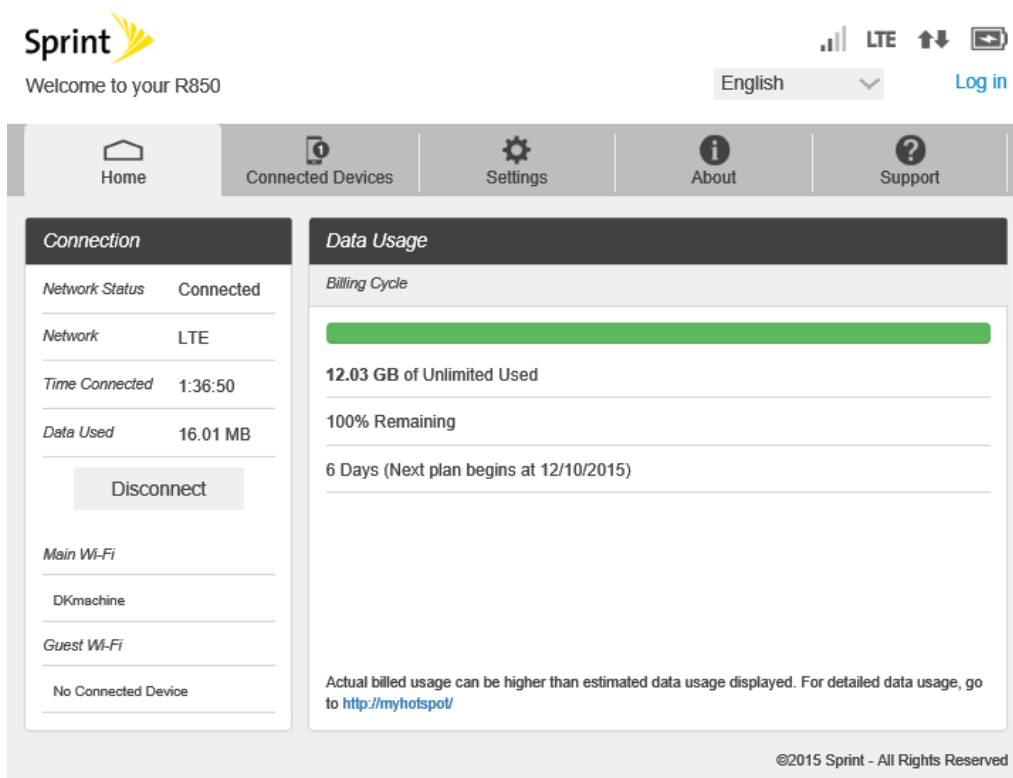 Sprint
LTE
Welcome to your R850
English
Log in
Home
1
Connected Devices
Settings
About
Support
Connection
Network Status Connected
Network LTE
Time Connected 1:36:50
Data Used 16.01 MB
Disconnect
Main Wi-Fi
DKmachine
Guest Wi-Fi
No Connected Device
Data Usage
Billing Cycle
12.03 GB of Unlimited Used
100% Remaining
6 Days (Next plan begins at 12/10/2015)
Actual billed usage can be higher than estimated data usage displayed. For detailed data usage, go
to http://myhotspot/
©2015 Sprint - All Rights Reserved